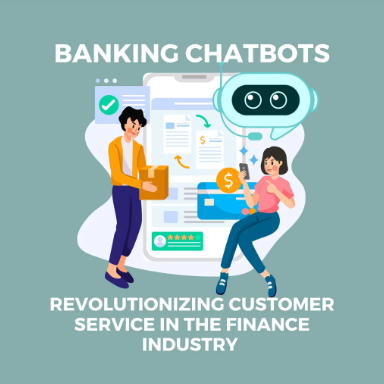 BANKING CHATBOTS
$
$
REVOLUTIONIZING CUSTOMER
SERVICE IN THE FINANCE
INDUSTRY